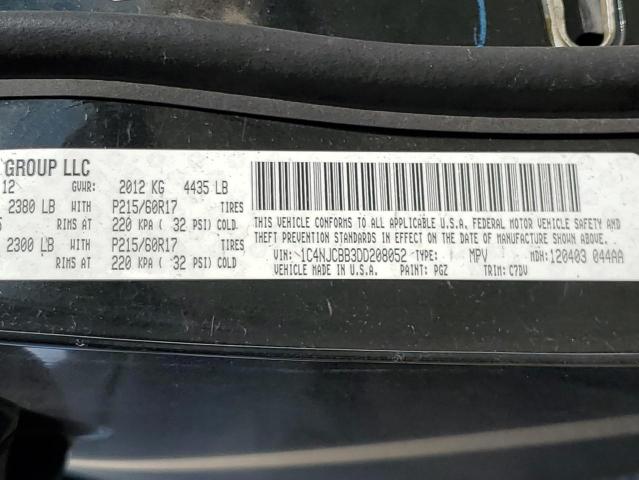 GROUP LLC
12 GVWR: 2012 KG 4435 LB
2380 LB WITH P215/60R17 TIRES
RIMS AT 220 KPA ( 32 PSI) COLD
2300 LB WITH P215/60R17 TIRES
RIMS AT 220 KPA ( 32 PSI) COLD
THIS VEHICLE CONFORMS TO ALL APPLICABLE U.S.A. FEDERAL MOTOR VEHICLE SAFETY AND
THEFT PREVENTION STANDARDS IN EFFECT ON THE DATE OF MANUFACTURE SHOWN ABOVE.
VIN: 1C4NJCBB3DD208052 TYPE: MPV MDH: 120403 044AA
VEHICLE MADE IN U.S.A. PAINT: PGZ TRIM: C7DV